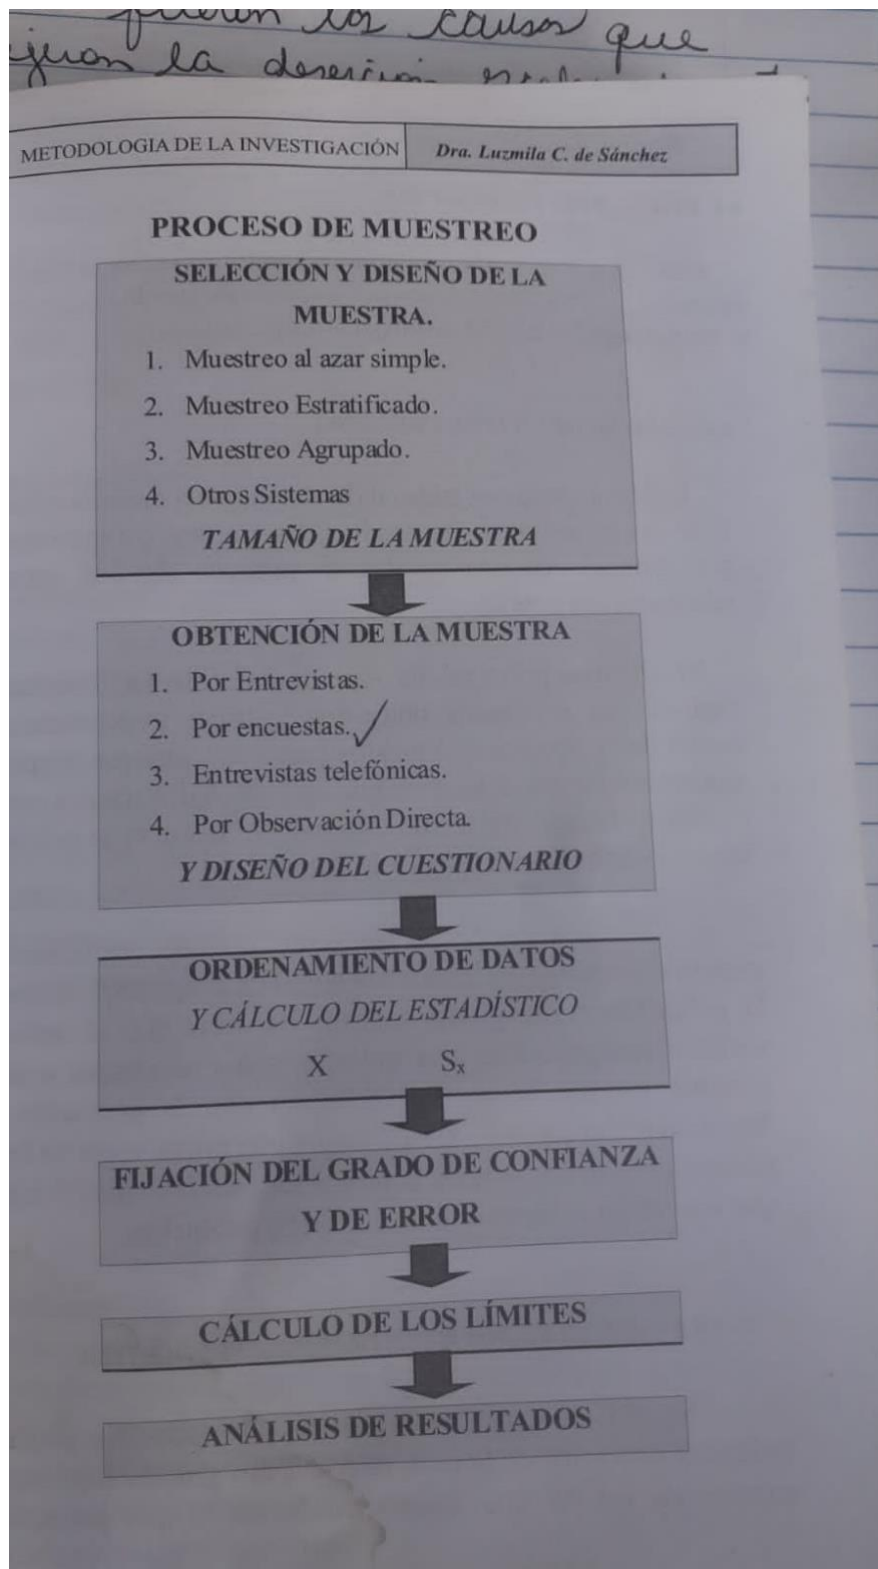 fueron los causas que
la deserción
METODOLOGIA DE LA INVESTIGACIÓN Dra. Luzmila C. de Sánchez
PROCESO DE MUESTREO
SELECCIÓN Y DISEÑO DE LA
MUESTRA.
1. Muestreo al azar simple.
2. Muestreo Estratificado.
3. Muestreo Agrupado.
4. Otros Sistemas
TAMAÑO DE LA MUESTRA
OBTENCIÓN DE LA MUESTRA
1. Por Entrevistas.
2. Por encuestas.
3. Entrevistas telefónicas.
4. Por Observación Directa.
Y DISEÑO DEL CUESTIONARIO
ORDENAMIENTO DE DATOS
Y CÁLCULO DEL ESTADÍSTICO
X Sx
FIJACIÓN DEL GRADO DE CONFIANZA
Y DE ERROR
CÁLCULO DE LOS LÍMITES
ANÁLISIS DE RESULTADOS